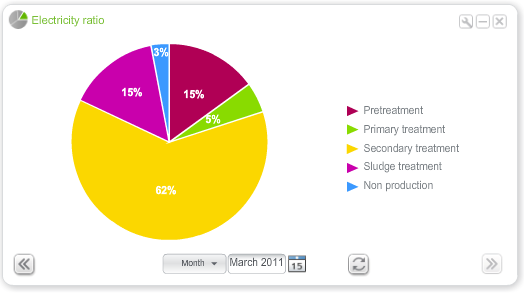 Electricity ratio
3%
15%
15%
5%
62%
Pretreatment
Primary treatment
Secondary treatment
Sludge treatment
Non production
Month
March 2011
15